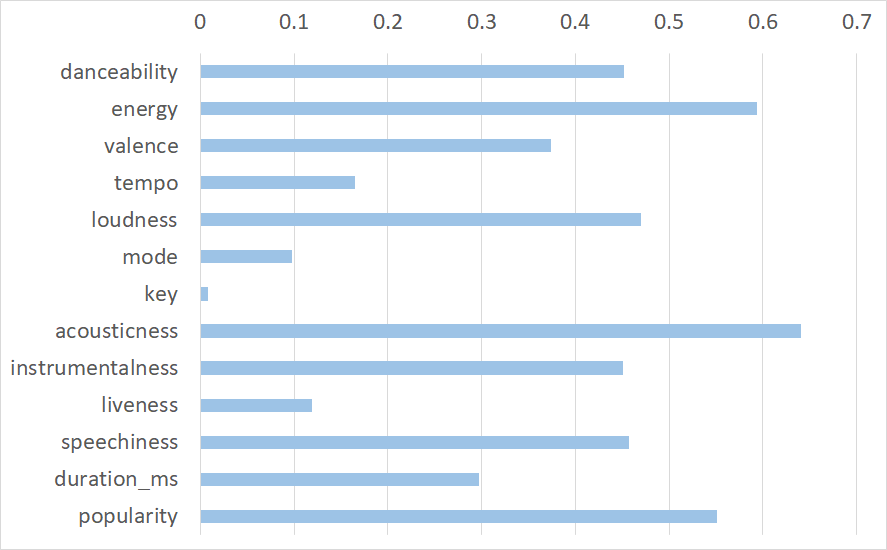 0 0.1 0.2 0.3 0.4 0.5 0.6 0.7
danceability
energy
valence
tempo
loudness
mode
key
acousticness
instrumentalness
liveness
speechiness
duration_ms
popularity